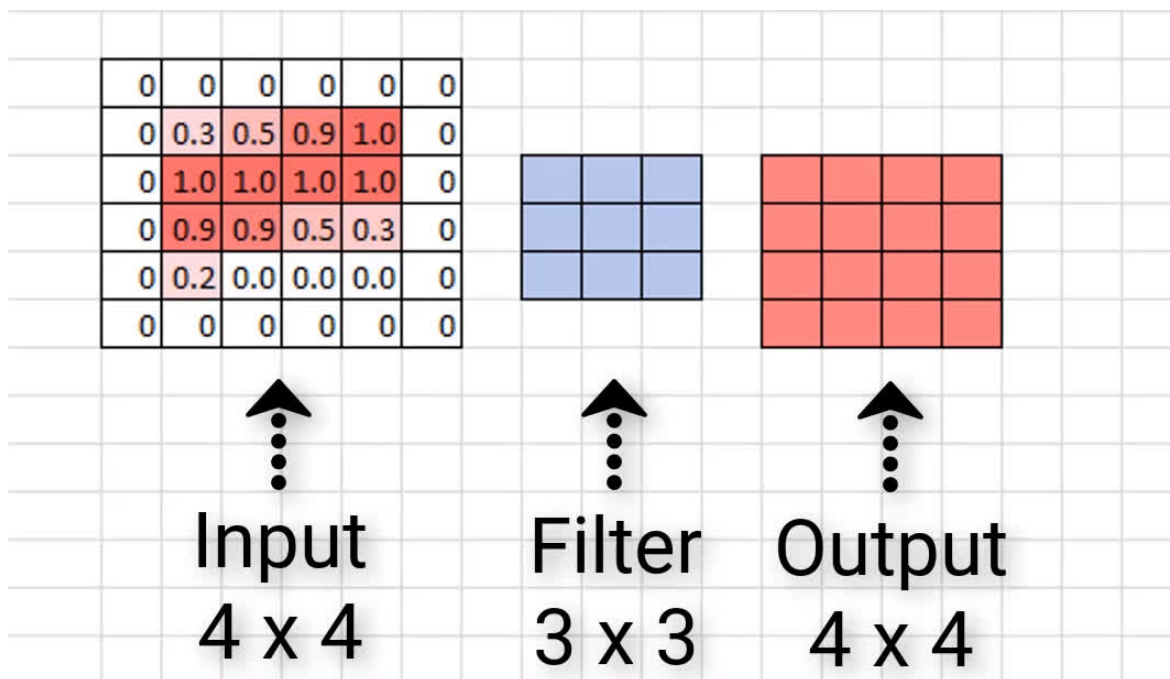 0 0 0 0 0 0
0 0.3 0.5 0.9 1.0 0
0 1.0 1.0 1.0 1.0 0
0 0.9 0.9 0.5 0.3 0
0 0.2 0.0 0.0 0.0 0
0 0 0 0 0 0
Input Filter Output
4 x 4 3 x 3 4 x 4